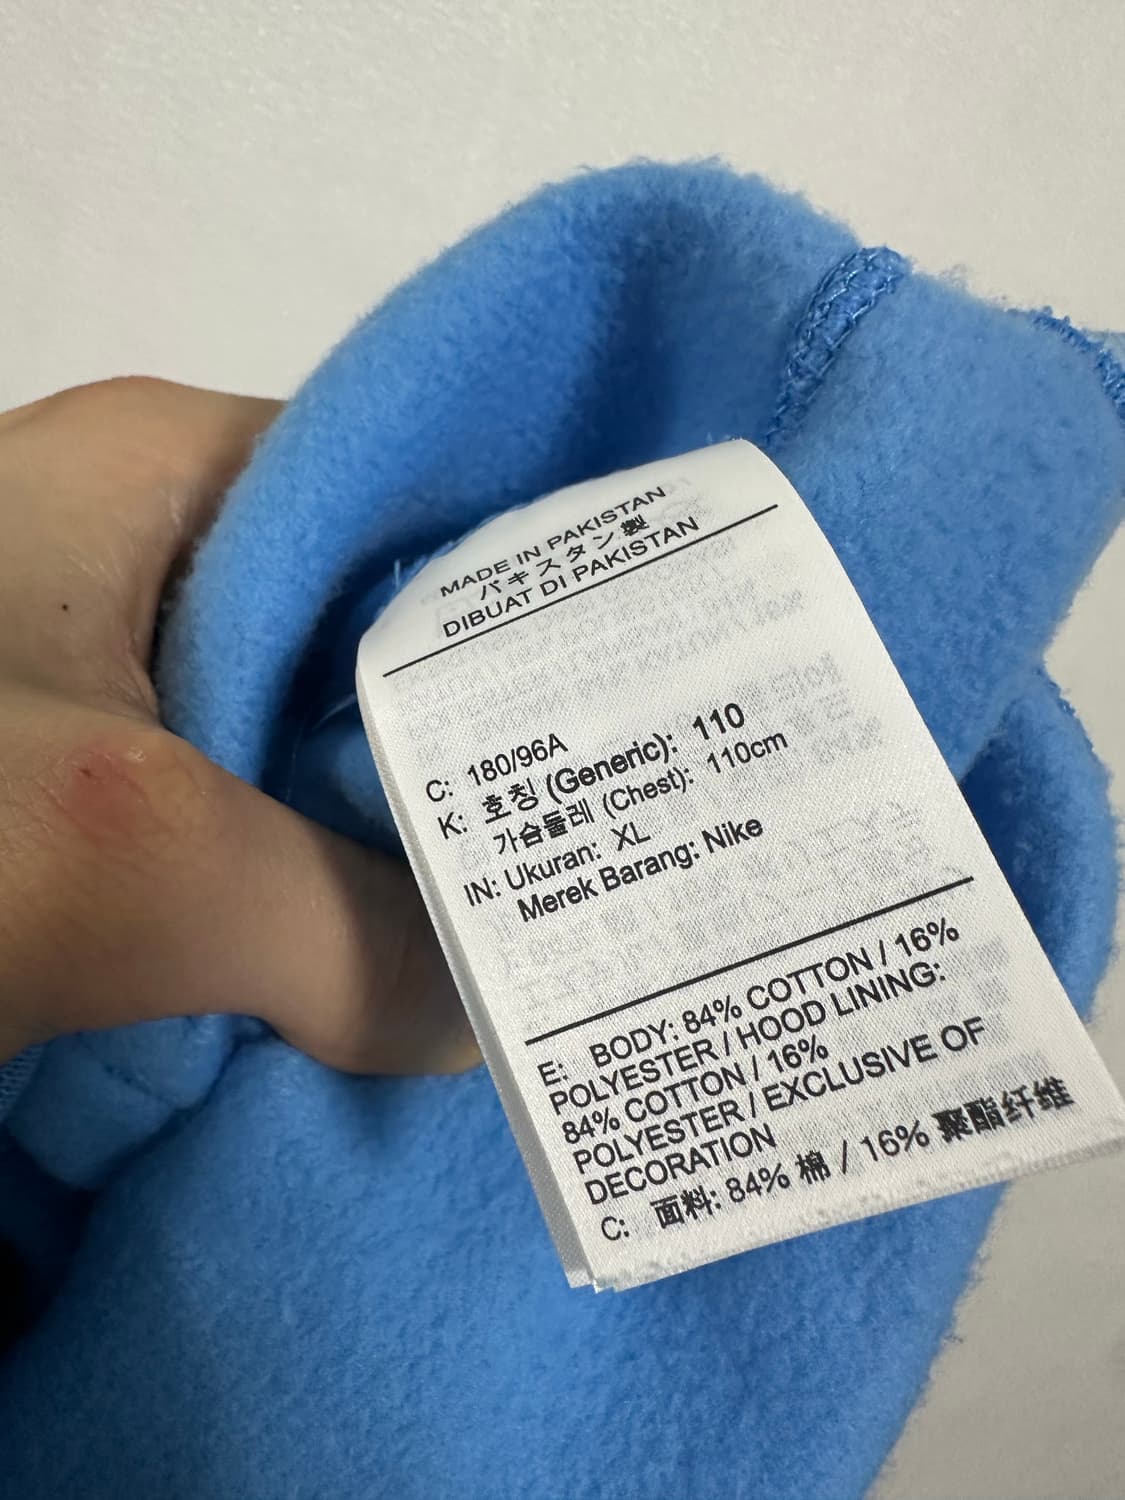 MADE IN PAKISTAN
パキスタン製
DIBUAT DI PAKISTAN
C: 180/96A
K: 호칭 (Generic): 110
가슴둘레 (Chest): 110cm
IN: Ukuran: XL
Merek Barang: Nike
E: BODY: 84% COTTON / 16%
POLYESTER / HOOD LINING:
84% COTTON / 16%
POLYESTER / EXCLUSIVE OF
DECORATION
C: 面料: 84% 棉 / 16% 聚酯纤维